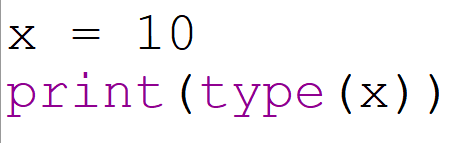 x = 10
print(type(x))